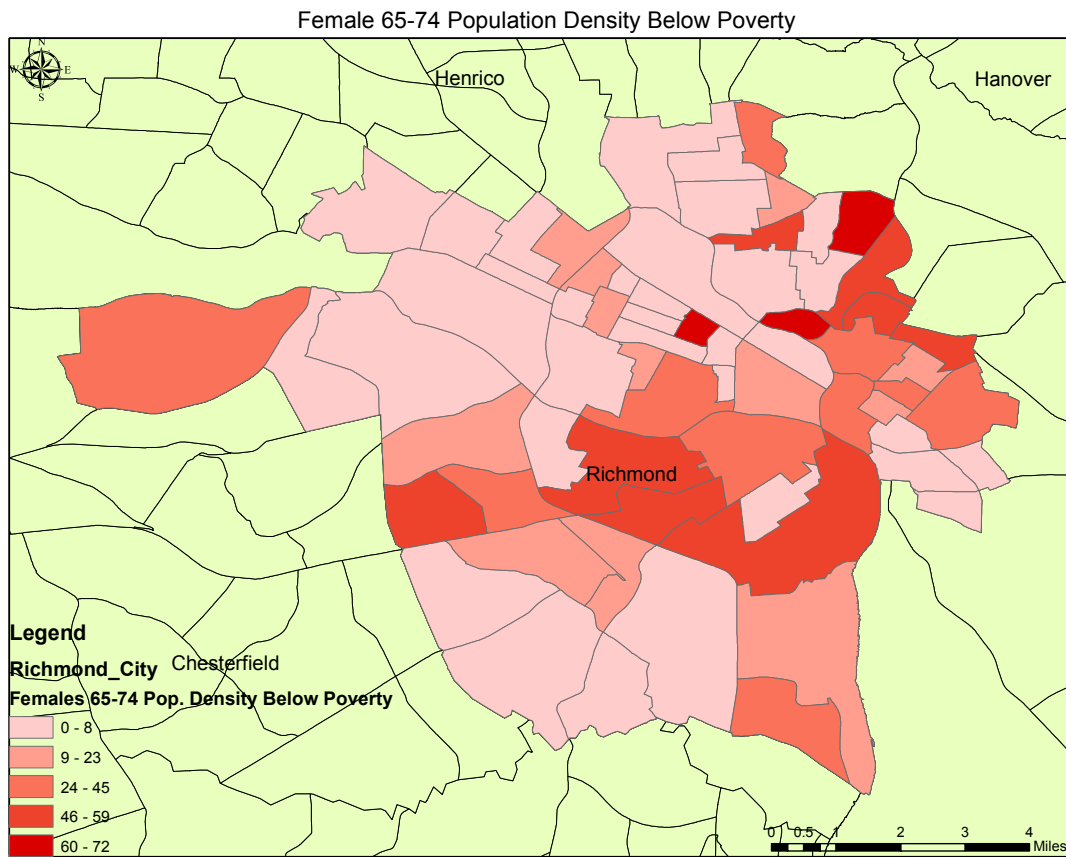 Female 65-74 Population Density Below Poverty
N
W E
S
Henrico
Hanover
Richmond
Chesterfield
Legend
Richmond_City
Females 65-74 Pop. Density Below Poverty
0 - 8
9 - 23
24 - 45
46 - 59
60 - 72
0 0.5 1 2 3 4
Miles